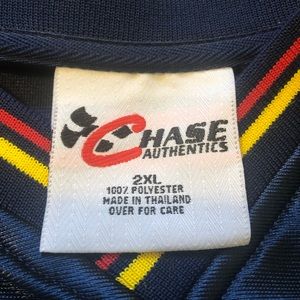 CHASE
AUTHENTICS
2XL
100% POLYESTER
MADE IN THAILAND
OVER FOR CARE